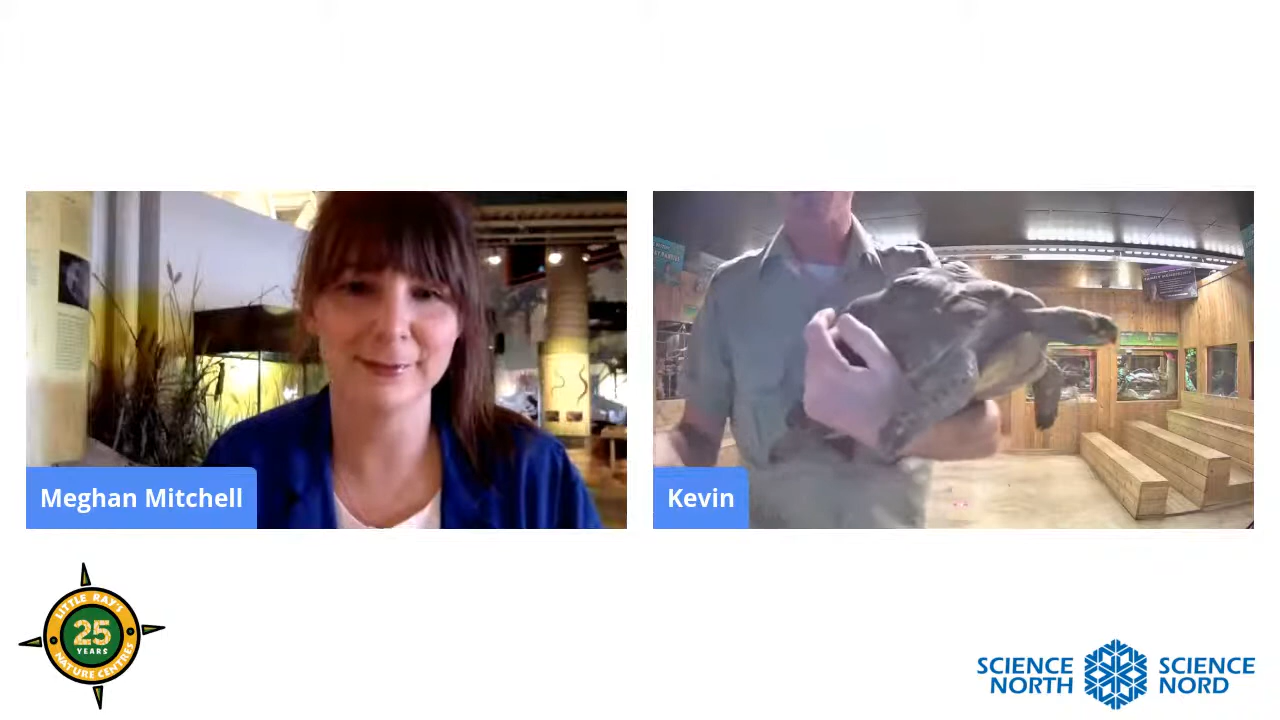 Meghan Mitchell
Kevin
LITTLE RAY'S
25
YEARS
NATURE CENTRES
SCIENCE
NORTH
SCIENCE
NORD